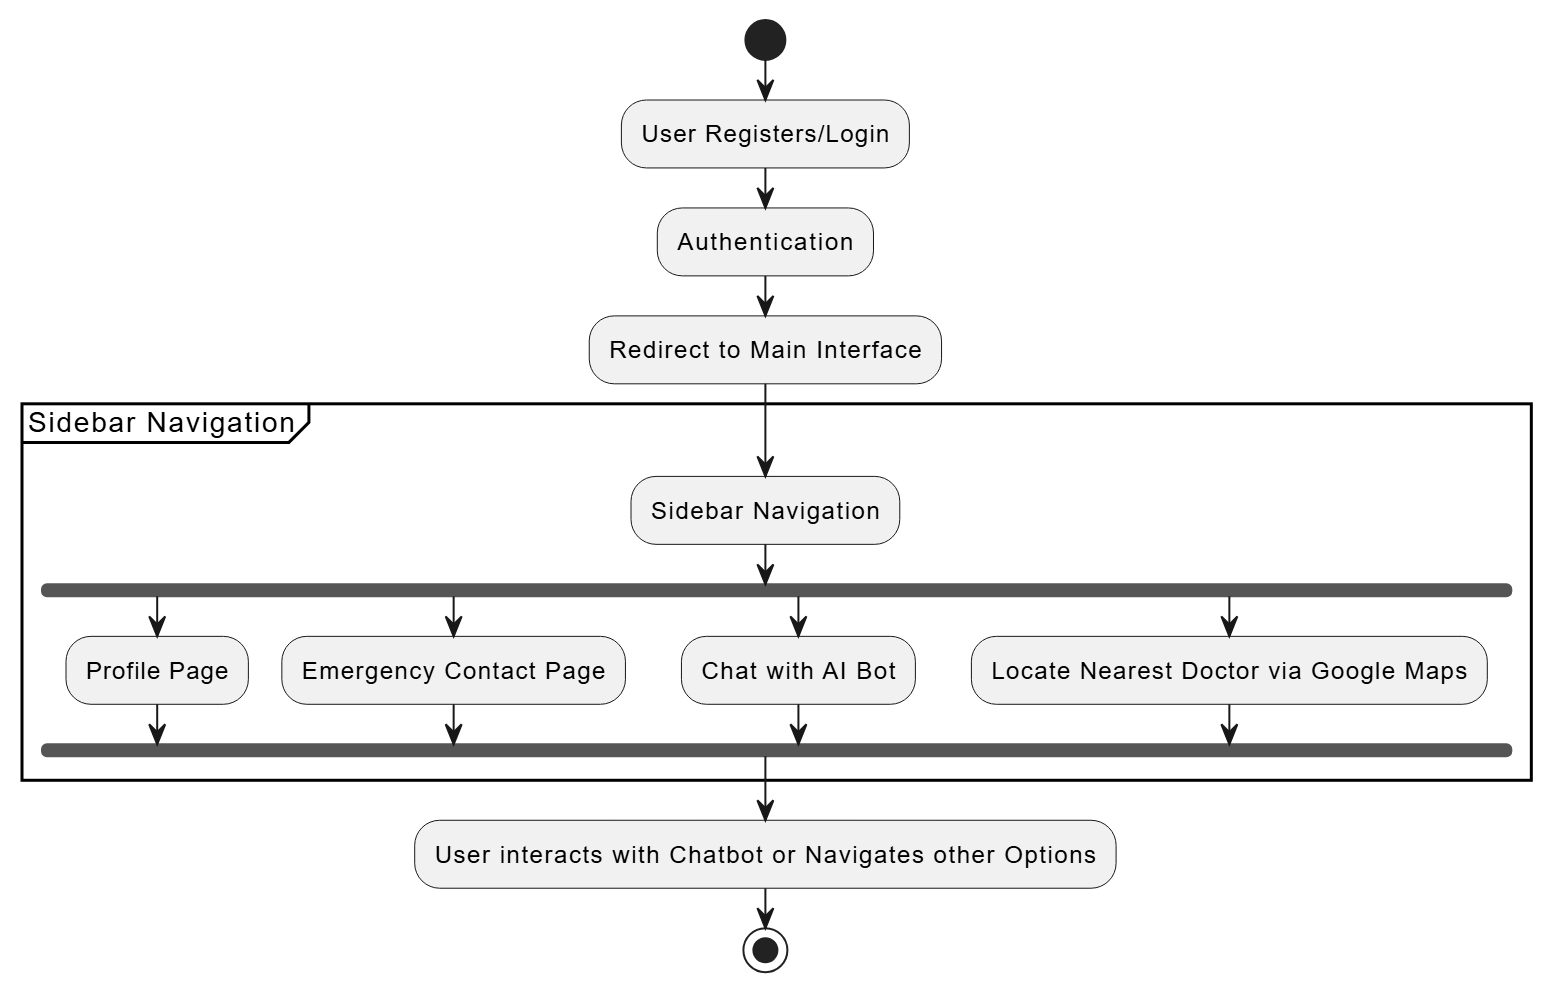 User Registers/Login
Authentication
Redirect to Main Interface
Sidebar Navigation
Sidebar Navigation
Profile Page
Emergency Contact Page
Chat with AI Bot
Locate Nearest Doctor via Google Maps
User interacts with Chatbot or Navigates other Options